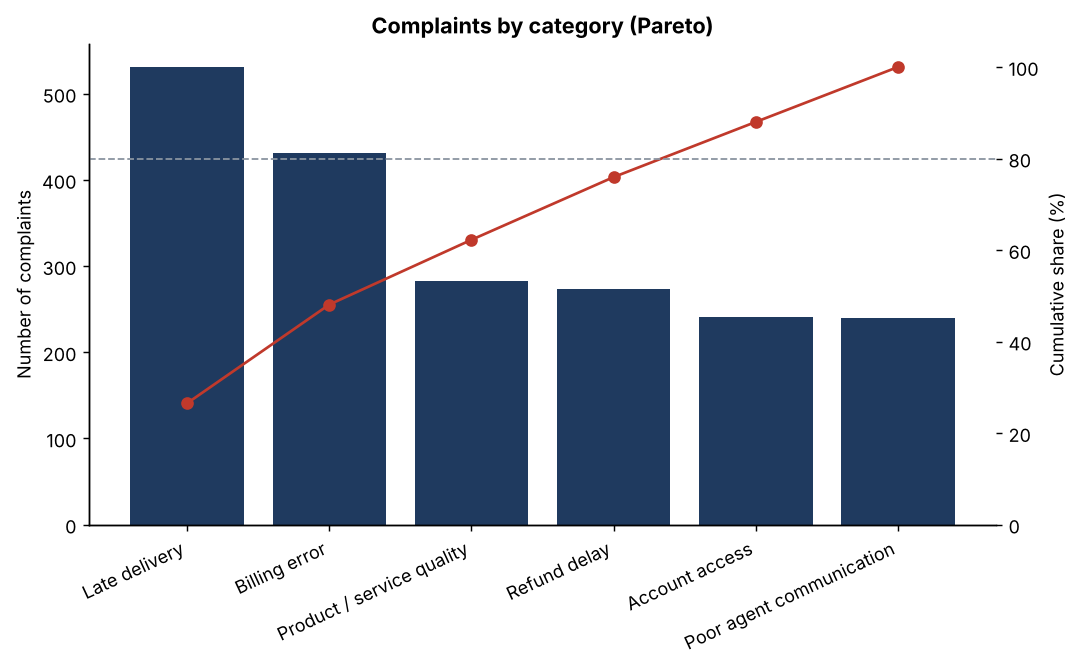 Complaints by category (Pareto)
Number of complaints
500
400
300
200
100
0
100
80
60
40
20
0
Cumulative share (%)
Late delivery
Billing error
Product / service quality
Refund delay
Account access
Poor agent communication